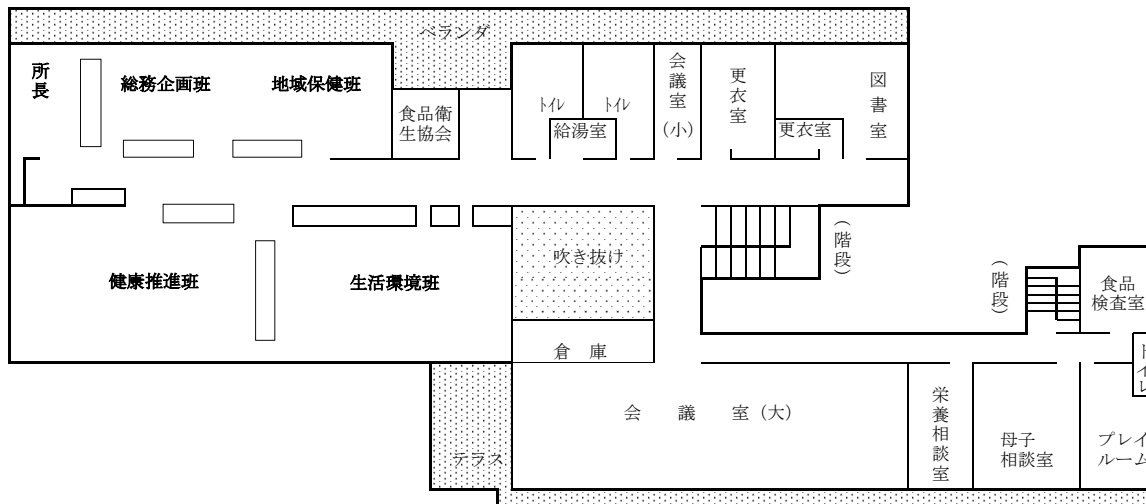 ベランダ
所長
総務企画班
地域保健班
食品衛
生協会
ﾄｲﾚ
ﾄｲﾚ
給湯室
会議室（小）
更衣室
更衣室
図書室
（階段）
吹き抜け
健康推進班
生活環境班
（階段）
食品
検査室
倉　庫
トイレ
会　議　室（大）
栄養相談室
母子
相談室
プレイ
ルーム
テラス